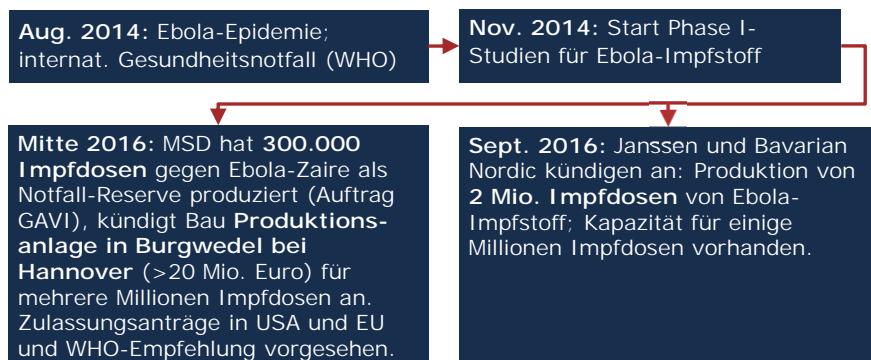 Aug. 2014: Ebola-Epidemie;
internat. Gesundheitsnotfall (WHO)
Nov. 2014: Start Phase I-
Studien für Ebola-Impfstoff
Mitte 2016: MSD hat 300.000
Impfdosen gegen Ebola-Zaire als
Notfall-Reserve produziert (Auftrag
GAVI), kündigt Bau Produktions-
anlage in Burgwedel bei
Hannover (>20 Mio. Euro) für
mehrere Millionen Impfdosen an.
Zulassungsanträge in USA und EU
und WHO-Empfehlung vorgesehen.
Sept. 2016: Janssen und Bavarian
Nordic kündigen an: Produktion von
2 Mio. Impfdosen von Ebola-
Impfstoff; Kapazität für einige
Millionen Impfdosen vorhanden.